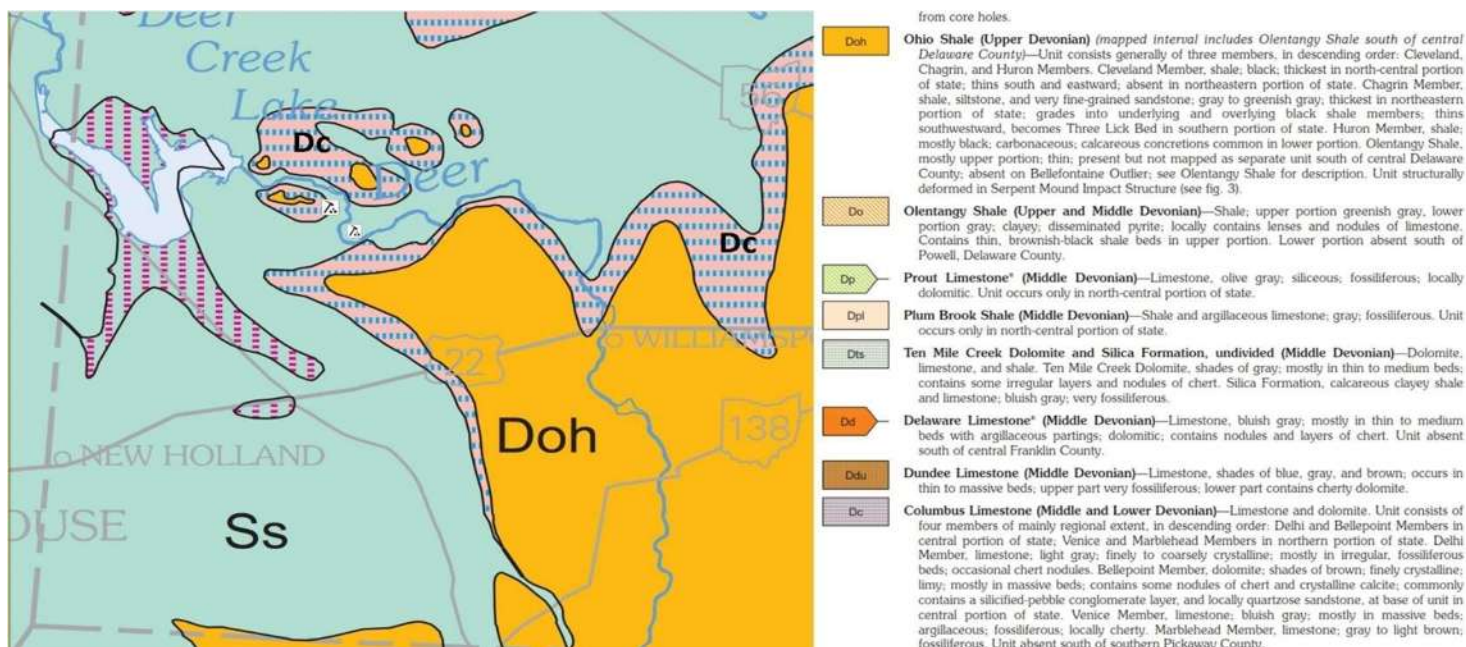 Deer
Creek
Lake
56
Dc
Deer
Dc
WILLIAMSPO
22
Doh
138
NEW HOLLAND
OUSE
Ss
from core holes.
Doh
Ohio Shale (Upper Devonian) (mapped interval includes Olentangy Shale south of central
Delaware County)—Unit consists generally of three members, in descending order: Cleveland,
Chagrin, and Huron Members. Cleveland Member, shale; black; thickest in north-central portion
of state; thins south and eastward; absent in northeastern portion of state. Chagrin Member,
shale, siltstone, and very fine-grained sandstone; gray to greenish gray; thickest in northeastern
portion of state; grades into underlying and overlying black shale members; thins
southwestward, becomes Three Lick Bed in southern portion of state. Huron Member, shale;
mostly black; carbonaceous; calcareous concretions common in lower portion. Olentangy Shale,
mostly upper portion; thin; present but not mapped as separate unit south of central Delaware
County; absent on Bellefontaine Outlier; see Olentangy Shale for description. Unit structurally
deformed in Serpent Mound Impact Structure (see fig. 3).
Do
Olentangy Shale (Upper and Middle Devonian)—Shale; upper portion greenish gray, lower
portion gray; clayey; disseminated pyrite; locally contains lenses and nodules of limestone.
Contains thin, brownish-black shale beds in upper portion. Lower portion absent south of
Powell, Delaware County.
Dp
Prout Limestone* (Middle Devonian)—Limestone, olive gray; siliceous; fossiliferous; locally
dolomitic. Unit occurs only in north-central portion of state.
Dpl
Plum Brook Shale (Middle Devonian)—Shale and argillaceous limestone; gray; fossiliferous. Unit
occurs only in north-central portion of state.
Dts
Ten Mile Creek Dolomite and Silica Formation, undivided (Middle Devonian)—Dolomite,
limestone, and shale. Ten Mile Creek Dolomite, shades of gray; mostly in thin to medium beds;
contains some irregular layers and nodules of chert. Silica Formation, calcareous clayey shale
and limestone; bluish gray; very fossiliferous.
Dd
Delaware Limestone* (Middle Devonian)—Limestone, bluish gray; mostly in thin to medium
beds with argillaceous partings; dolomitic; contains nodules and layers of chert. Unit absent
south of central Franklin County.
Ddu
Dundee Limestone (Middle Devonian)—Limestone, shades of blue, gray, and brown; occurs in
thin to massive beds; upper part very fossiliferous; lower part contains cherty dolomite.
Dc
Columbus Limestone (Middle and Lower Devonian)—Limestone and dolomite. Unit consists of
four members of mainly regional extent, in descending order: Delhi and Bellepoint Members in
central portion of state; Venice and Marblehead Members in northern portion of state. Delhi
Member, limestone; light gray; finely to coarsely crystalline; mostly in irregular, fossiliferous
beds; occasional chert nodules. Bellepoint Member, dolomite; shades of brown; finely crystalline;
limy; mostly in massive beds; contains some nodules of chert and crystalline calcite; commonly
contains a silicified-pebble conglomerate layer, and locally quartzose sandstone, at base of unit in
central portion of state. Venice Member, limestone; bluish gray; mostly in massive beds;
argillaceous; fossiliferous; locally cherty. Marblehead Member, limestone; gray to light brown;
fossiliferous. Unit absent south of southern Pickaway County.